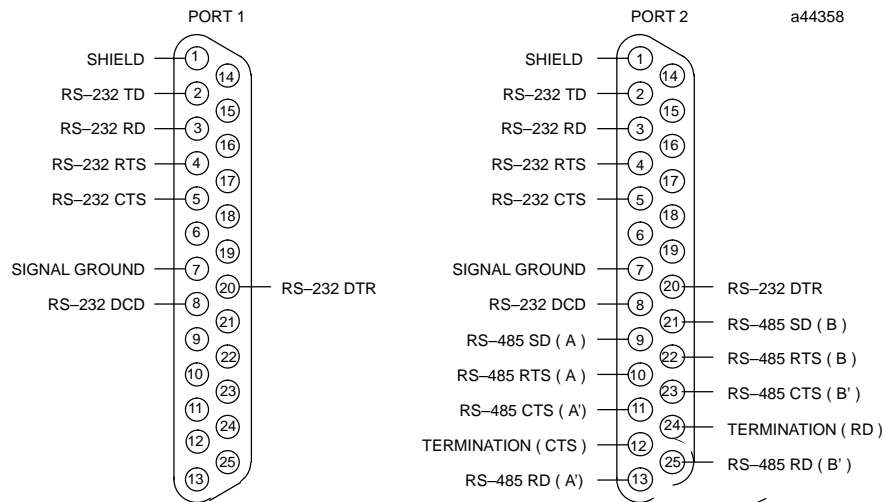 PORT 1
PORT 2
a44358
SHIELD
1
14
RS–232 TD
2
15
RS–232 RD
3
16
RS–232 RTS
4
17
RS–232 CTS
5
18
6
19
SIGNAL GROUND
7
20
RS–232 DTR
RS–232 DCD
8
21
9
22
10
23
11
24
12
25
13
SHIELD
1
14
RS–232 TD
2
15
RS–232 RD
3
16
RS–232 RTS
4
17
RS–232 CTS
5
18
6
19
SIGNAL GROUND
7
20
RS–232 DTR
RS–232 DCD
8
21
RS–485 SD ( B )
RS–485 SD ( A )
9
22
RS–485 RTS ( B )
RS–485 RTS ( A )
10
23
RS–485 CTS ( B' )
RS–485 CTS ( A')
11
24
TERMINATION ( RD )
TERMINATION ( CTS )
12
25
RS–485 RD ( B' )
RS–485 RD ( A')
13